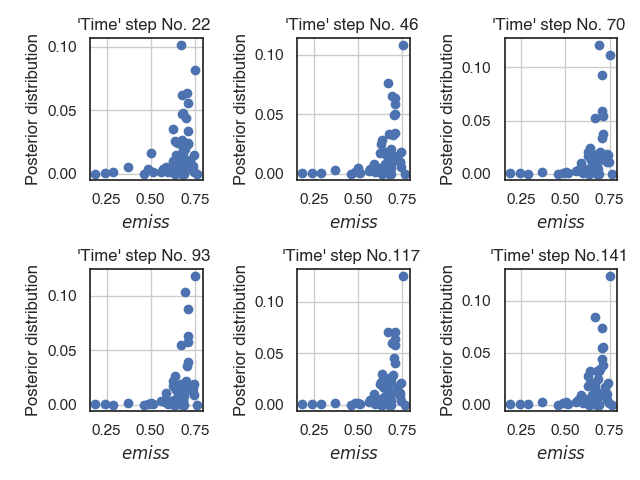 'Time' step No. 22
'Time' step No. 46
'Time' step No. 70
Posterior distribution
0.10
0.05
0.00
0.25 0.50 0.75
emiss
Posterior distribution
0.10
0.05
0.00
0.25 0.50 0.75
emiss
Posterior distribution
0.10
0.05
0.00
0.25 0.50 0.75
emiss
'Time' step No. 93
'Time' step No.117
'Time' step No.141
Posterior distribution
0.10
0.05
0.00
0.25 0.50 0.75
emiss
Posterior distribution
0.10
0.05
0.00
0.25 0.50 0.75
emiss
Posterior distribution
0.10
0.05
0.00
0.25 0.50 0.75
emiss